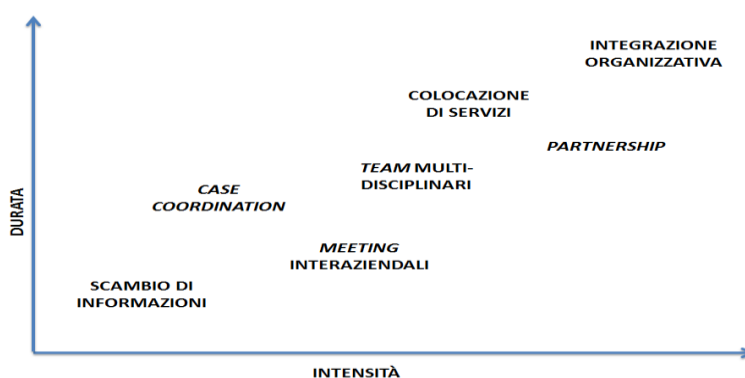 INTEGRAZIONE
ORGANIZZATIVA
COLOCAZIONE
DI SERVIZI
PARTNERSHIP
TEAM MULTI-
DISCIPLINARI
CASE
COORDINATION
DURATA
MEETING
INTERAZIENDALI
SCAMBIO DI
INFORMAZIONI
INTENSITÀ